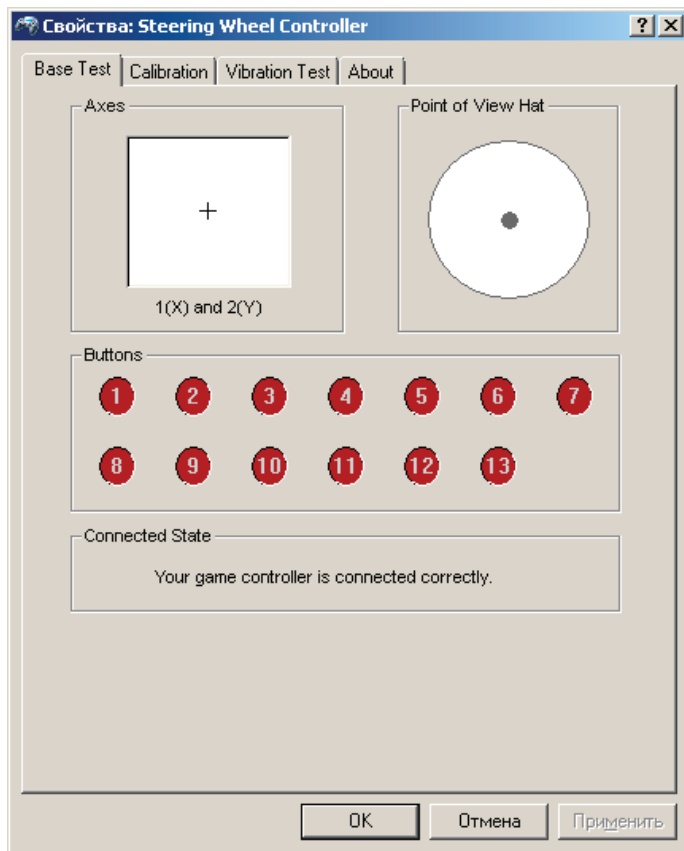 Свойства: Steering Wheel Controller
Base Test Calibration Vibration Test About
Axes
Point of View Hat
1(X) and 2(Y)
Buttons
1 2 3 4 5 6 7
8 9 10 11 12 13
Connected State
Your game controller is connected correctly.
OK Отмена Применить